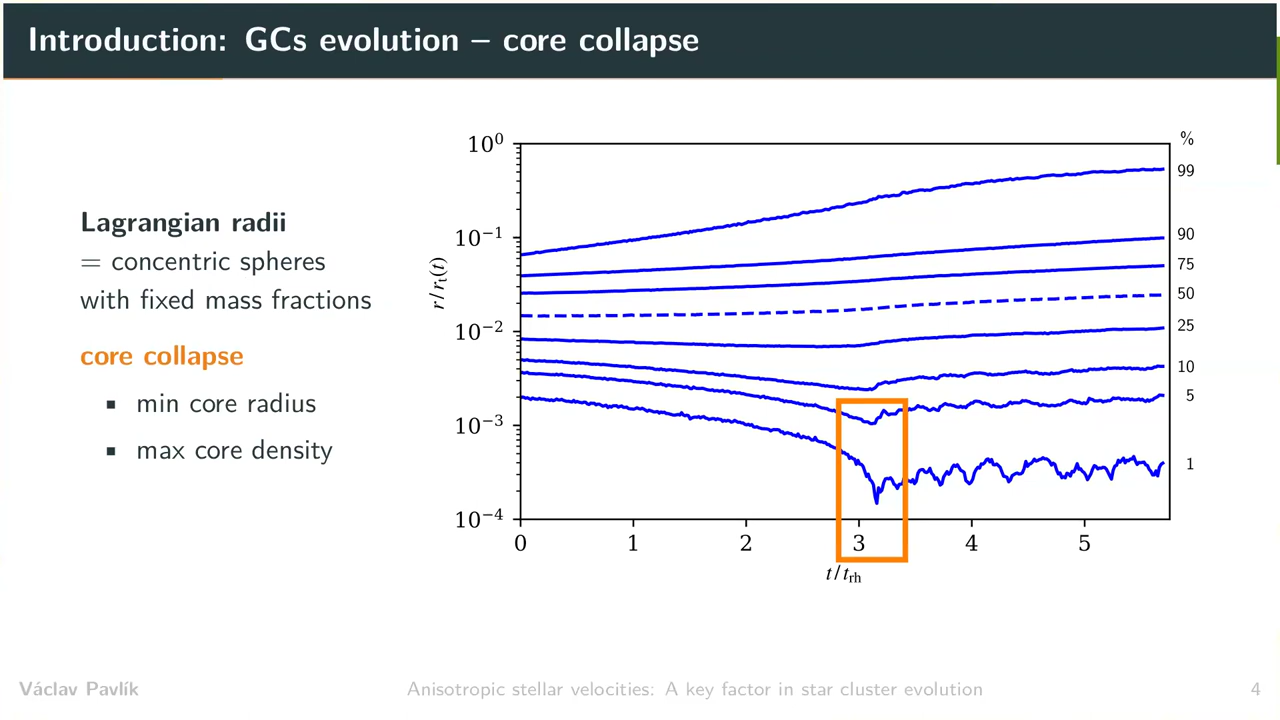 Introduction: GCs evolution – core collapse
Lagrangian radii
= concentric spheres
with fixed mass fractions
core collapse
▪ min core radius
▪ max core density
r/rᵢ(t)
10⁰
10⁻¹
10⁻²
10⁻³
10⁻⁴
0 1 2 3 4 5
t/t_rh
%
99
90
75
50
25
10
5
1
Václav Pavlík
Anisotropic stellar velocities: A key factor in star cluster evolution
4